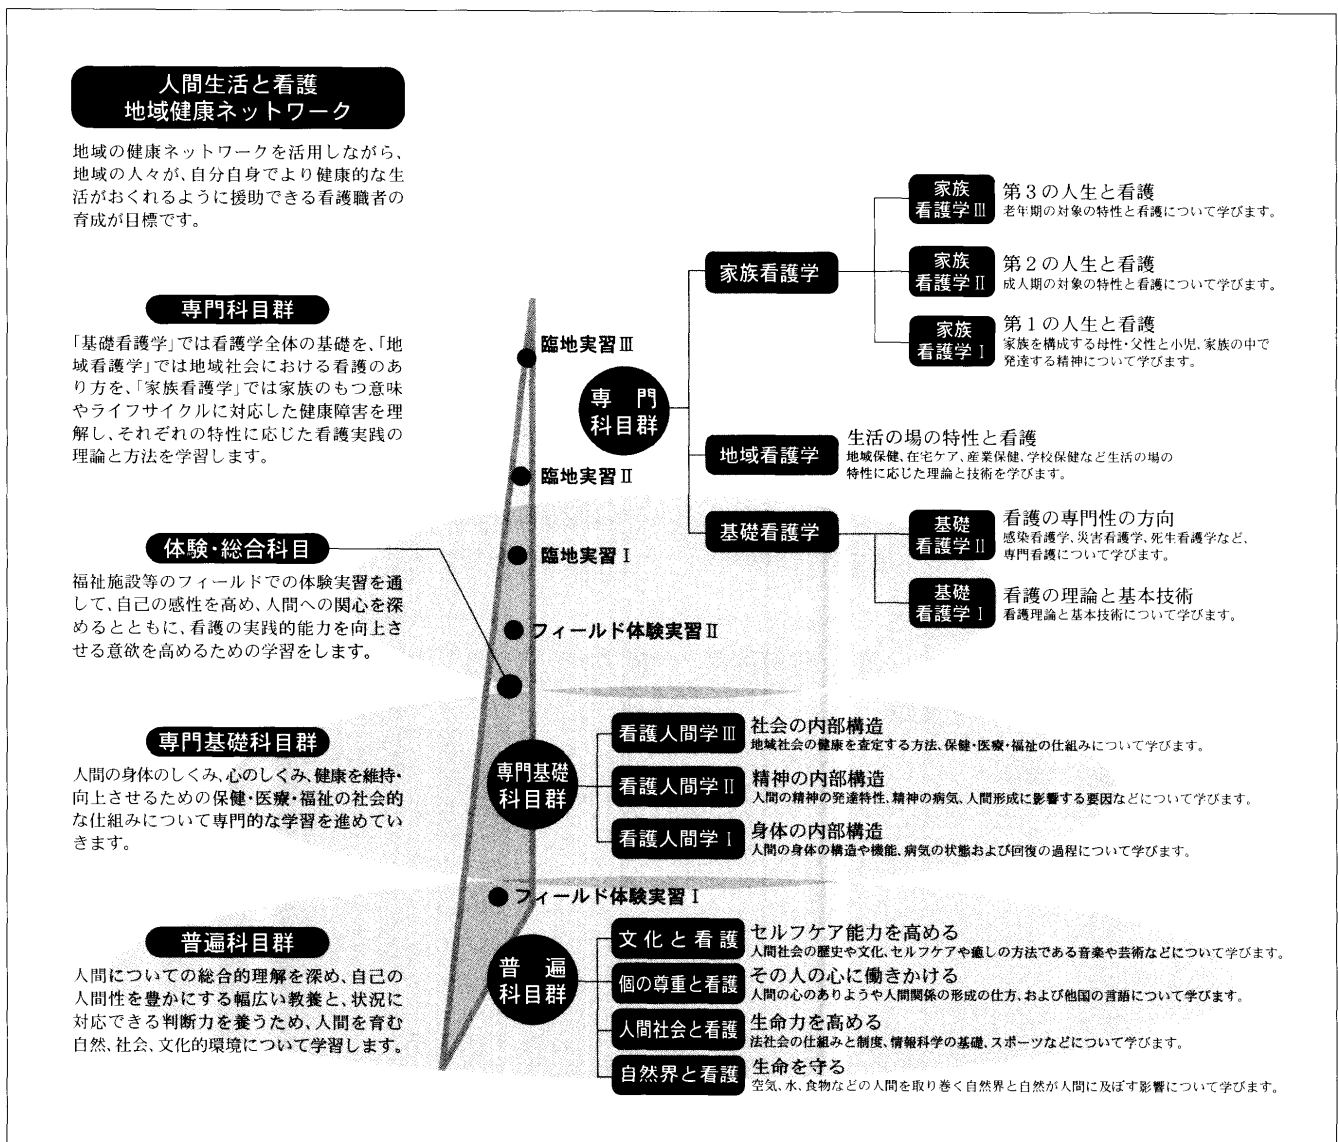 人間生活と看護
地域健康ネットワーク
地域の健康ネットワークを活用しながら、
地域の人々が、自分自身でより健康的な生
活がおくれるように援助できる看護職者の
育成が目標です。
専門科目群
「基礎看護学」では看護学全体の基礎を、「地
域看護学」では地域社会における看護のあ
り方を、「家族看護学」では家族のもつ意味
やライフサイクルに対応した健康障害を理
解し、それぞれの特性に応じた看護実践の
理論と方法を学習します。
体験・総合科目
福祉施設等のフィールドでの体験実習を通
して、自己の感性を高め、人間への関心を深
めるとともに、看護の実践的能力を向上さ
せる意欲を高めるための学習をします。
専門基礎科目群
人間の身体のしくみ、心のしくみ、健康を維持・
向上させるための保健・医療・福祉の社会的
な仕組みについて専門的な学習を進めてい
きます。
普遍科目群
人間についての総合的理解を深め、自己の
人間性を豊かにする幅広い教養と、状況に
対応できる判断力を養うため、人間を育む
自然、社会、文化的環境について学習します。
臨地実習Ⅲ
臨地実習Ⅱ
臨地実習Ⅰ
フィールド体験実習Ⅱ
フィールド体験実習Ⅰ
専門
科目群
家族看護学
家族
看護学Ⅲ
第3の人生と看護
老年期の対象の特性と看護について学びます。
家族
看護学Ⅱ
第2の人生と看護
成人期の対象の特性と看護について学びます。
家族
看護学Ⅰ
第1の人生と看護
家族を構成する母性・父性と小児、家族の中で
発達する精神について学びます。
地域看護学
生活の場の特性と看護
地域保健、在宅ケア、産業保健、学校保健など生活の場の
特性に応じた理論と技術を学びます。
基礎看護学
基礎
看護学Ⅱ
看護の専門性の方向
感染看護学、災害看護学、死生看護学など、
専門看護について学びます。
基礎
看護学Ⅰ
看護の理論と基本技術
看護理論と基本技術について学びます。
専門基礎
科目群
看護人間学Ⅲ
社会の内部構造
地域社会の健康を査定する方法、保健・医療・福祉の仕組みについて学びます。
看護人間学Ⅱ
精神の内部構造
人間の精神の発達特性、精神の病気、人間形成に影響する要因などについて学びます。
看護人間学Ⅰ
身体の内部構造
人間の身体の構造や機能、病気の状態および回復の過程について学びます。
普遍
科目群
文化と看護
セルフケア能力を高める
人間社会の歴史や文化、セルフケアや癒しの方法である音楽や芸術などについて学びます。
個の尊重と看護
その人の心に働きかける
人間の心のありようや人間関係の形成の仕方、および他国の言語について学びます。
人間社会と看護
生命力を高める
法社会の仕組みと制度、情報科学の基礎、スポーツなどについて学びます。
自然界と看護
生命を守る
空気、水、食物などの人間を取り巻く自然界と自然が人間に及ぼす影響について学びます。